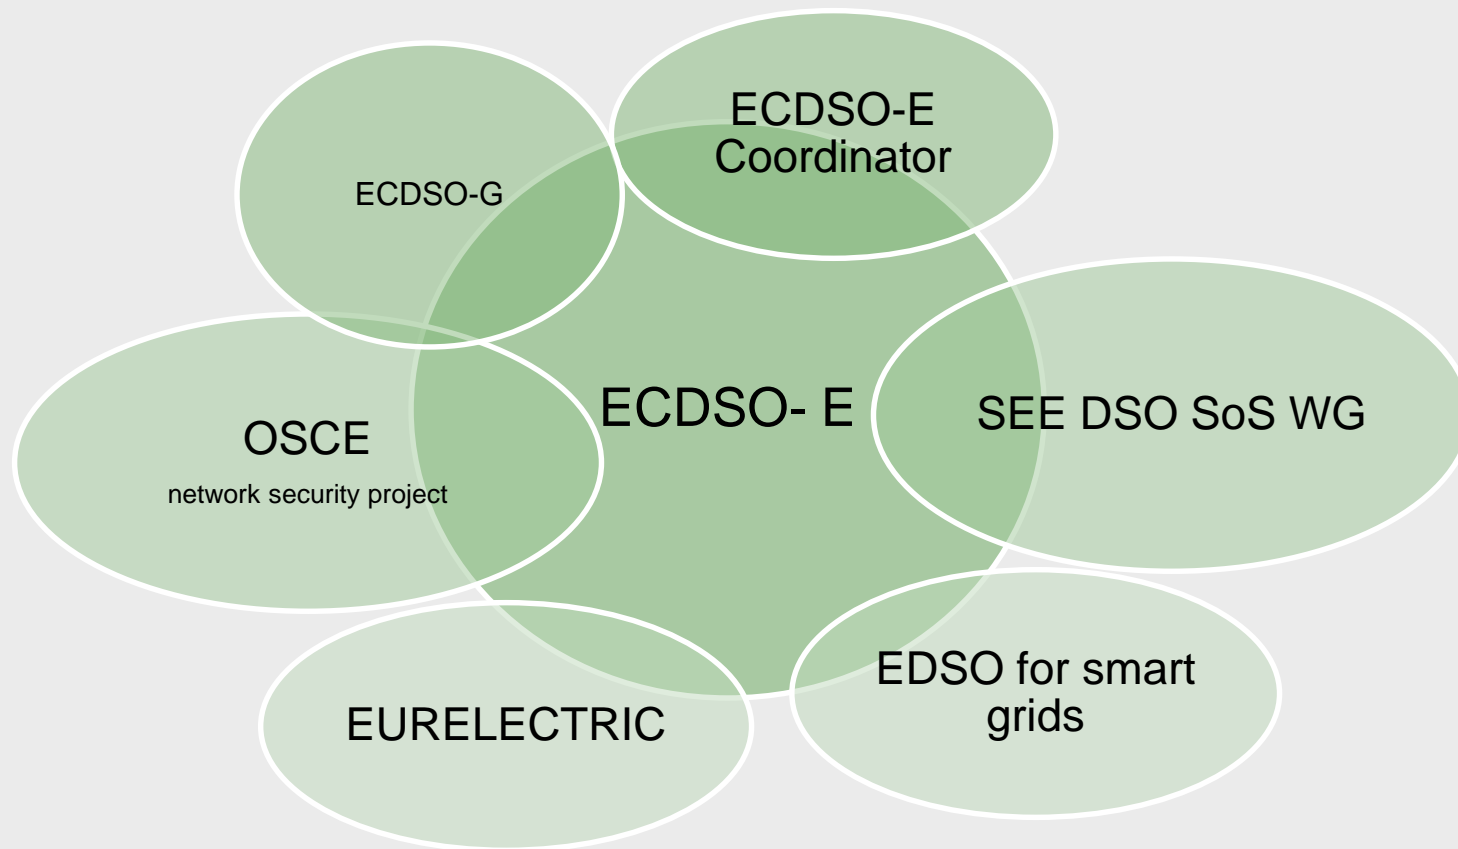 ECDSO-E
Coordinator
ECDSO-G
ECDSO- E
SEE DSO SoS WG
OSCE
network security project
EDSO for smart
grids
EURELECTRIC